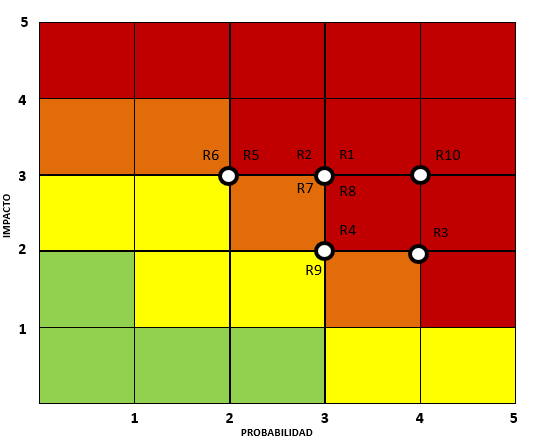 5
4
R6 R5 R2 R1 R10
3
R7 R8
IMPACTO
R4 R3
2
R9
1
1 2 3 4 5
PROBABILIDAD